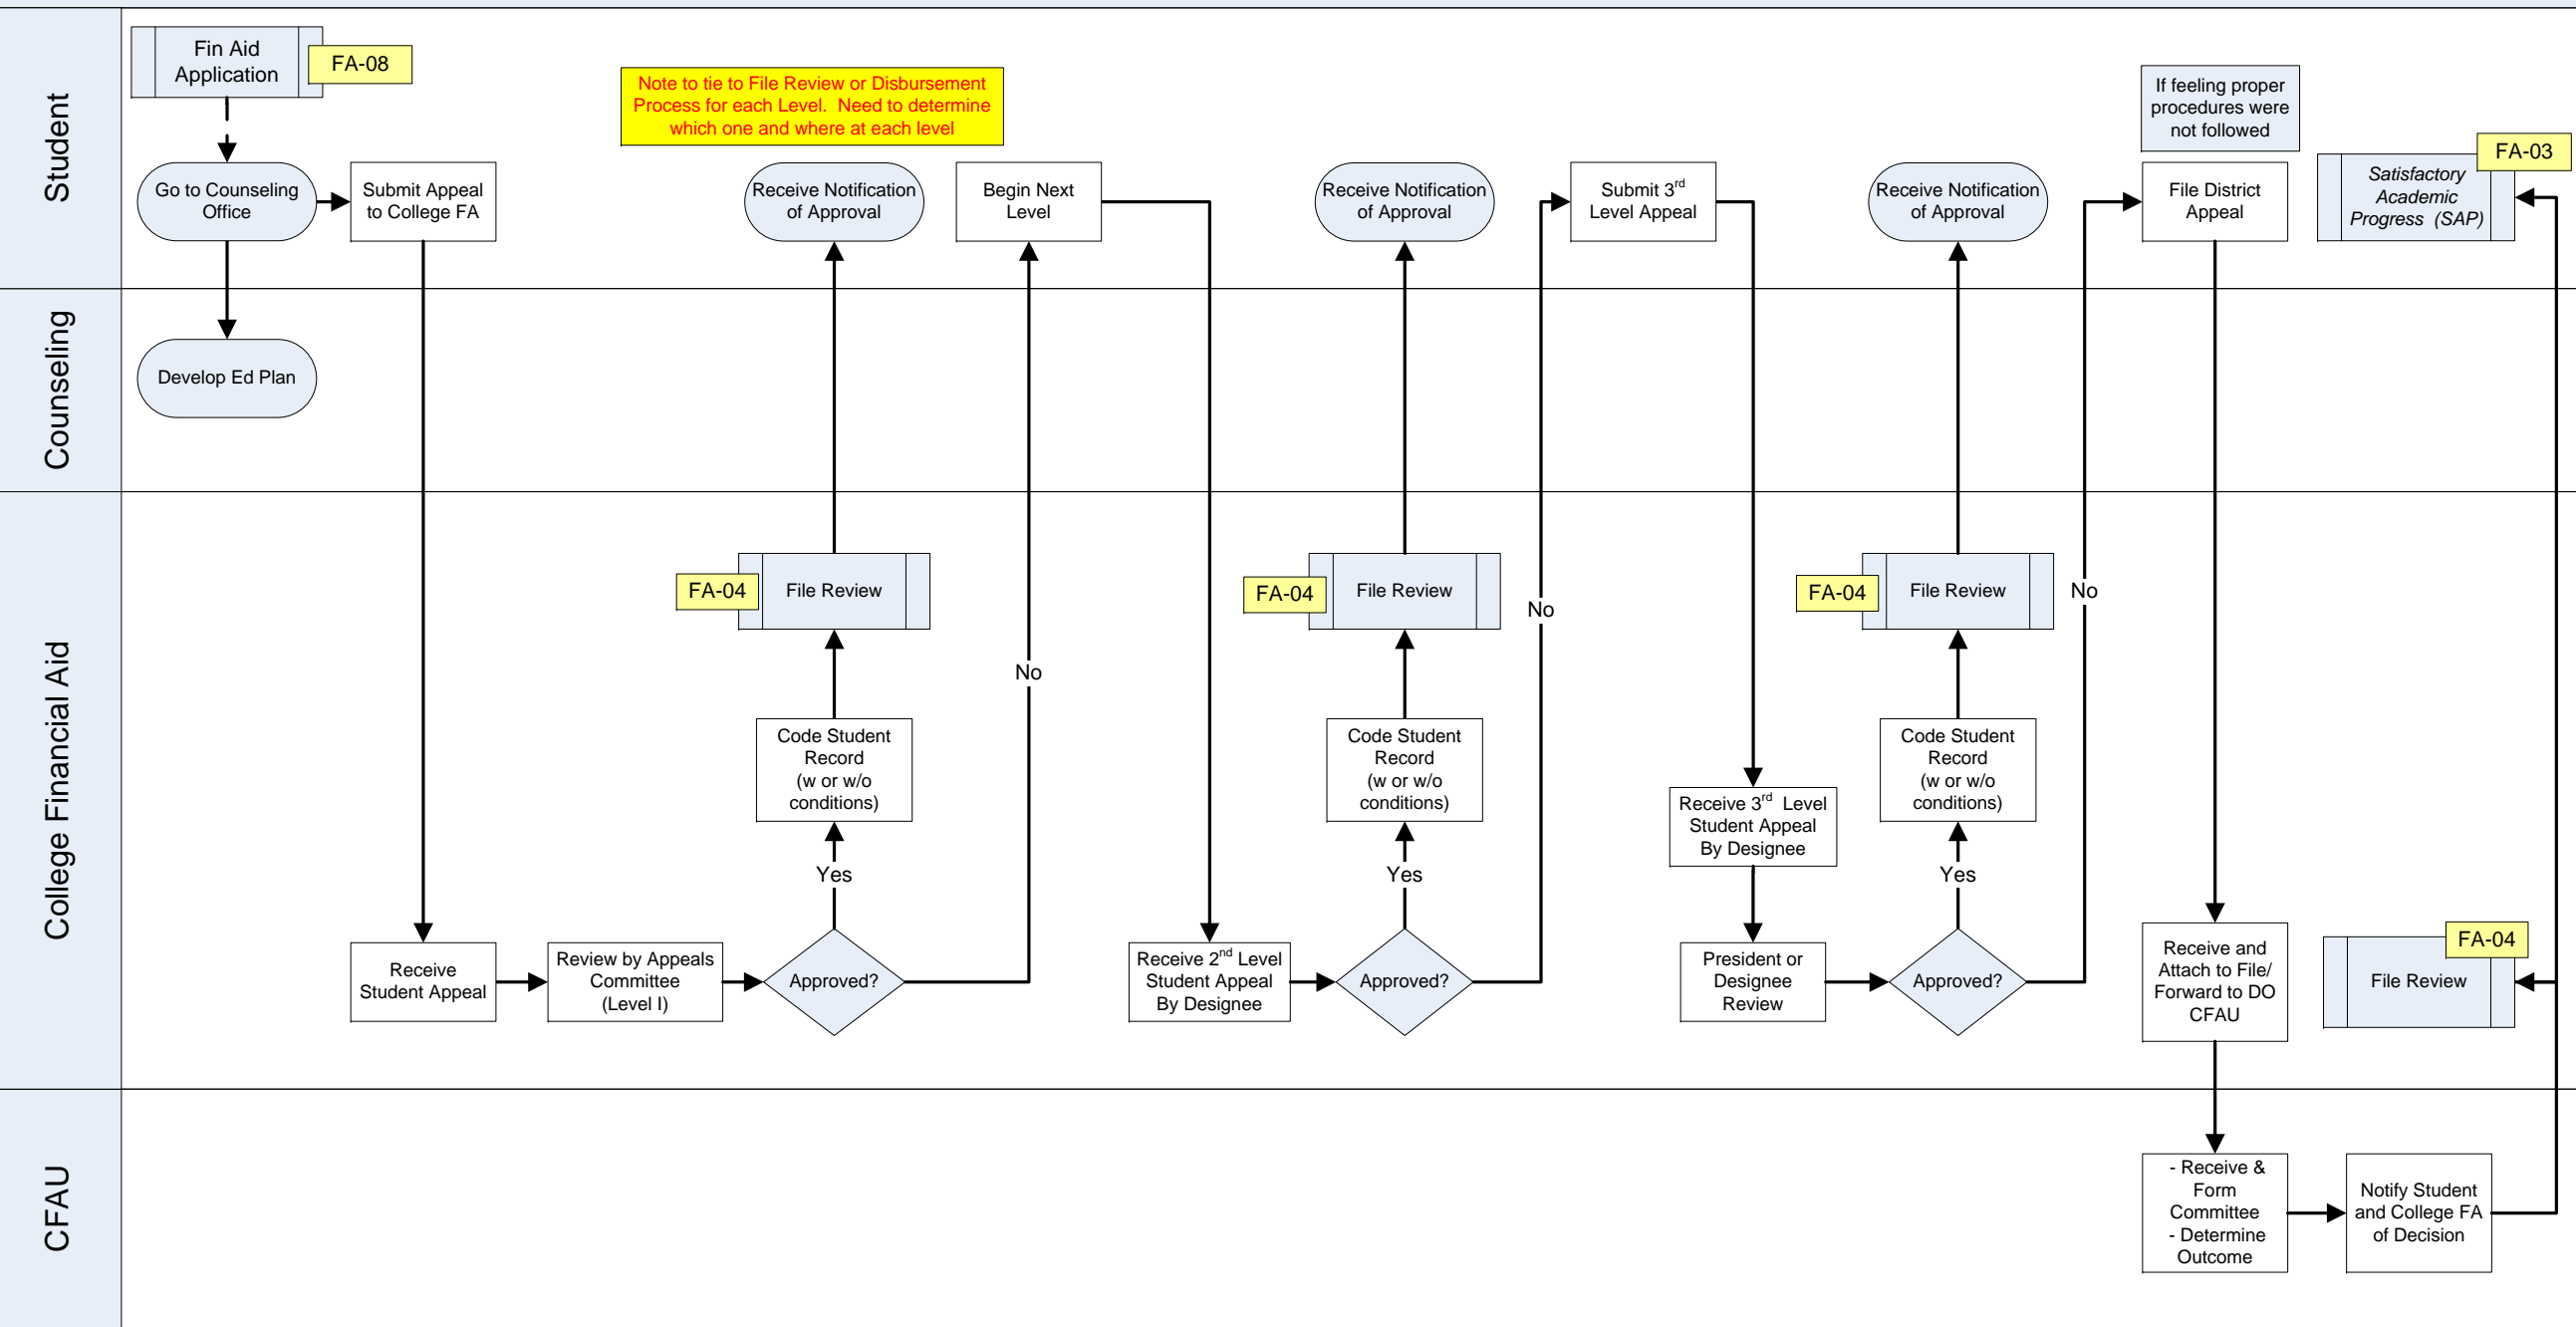 Student
Fin Aid
Application
FA-08
Note to tie to File Review or Disbursement
Process for each Level.  Need to determine
which one and where at each level
If feeling proper
procedures were
not followed
FA-03
Go to Counseling
Office
Submit Appeal
to College FA
Receive Notification
of Approval
Begin Next
Level
Receive Notification
of Approval
Submit 3rd
Level Appeal
Receive Notification
of Approval
File District
Appeal
Satisfactory
Academic
Progress  (SAP)
Counseling
Develop Ed Plan
College Financial Aid
FA-04
File Review
FA-04
File Review
No
FA-04
File Review
No
No
Code Student
Record
(w or w/o
conditions)
Code Student
Record
(w or w/o
conditions)
Code Student
Record
(w or w/o
conditions)
Receive 3rd  Level
Student Appeal
By Designee
Yes
Yes
Yes
Receive
Student Appeal
Review by Appeals
Committee
(Level I)
Approved?
Receive 2nd Level
Student Appeal
By Designee
Approved?
President or
Designee
Review
Approved?
Receive and
Attach to File/
Forward to DO
CFAU
FA-04
File Review
CFAU
- Receive &
Form
Committee
- Determine
Outcome
Notify Student
and College FA
of Decision